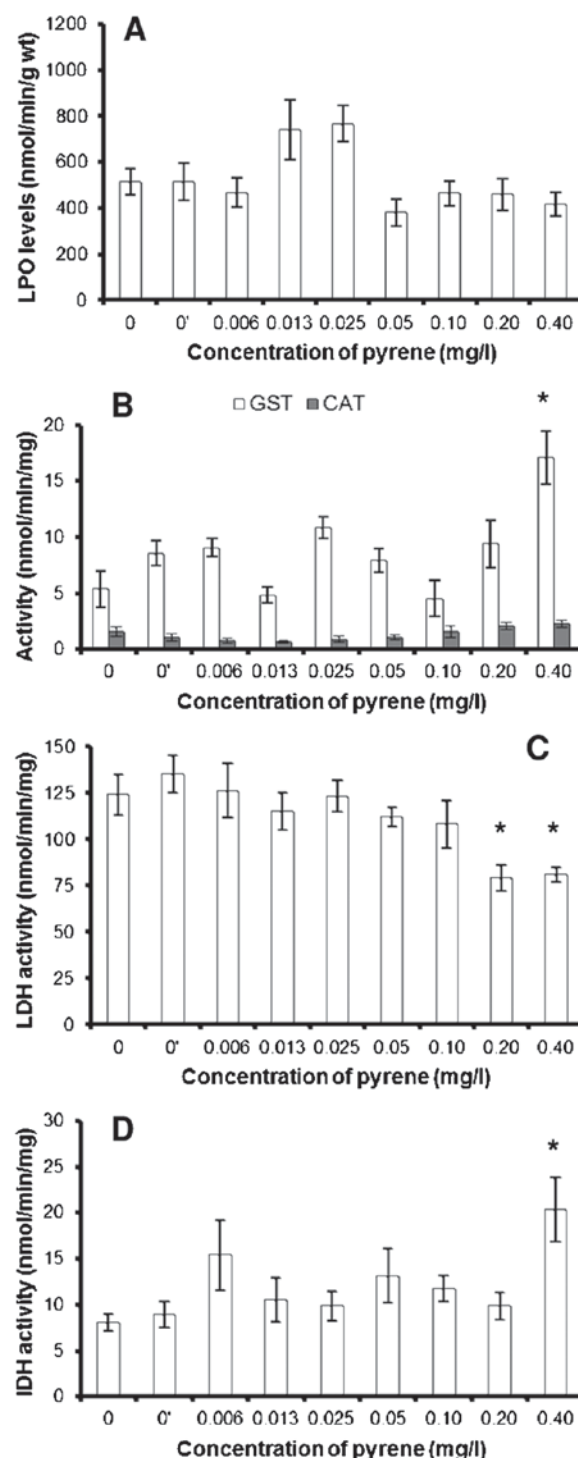 A
1200
1000
800
600
400
200
0
LPO levels (nmol/min/g wt)
0 0' 0.006 0.013 0.025 0.05 0.10 0.20 0.40
Concentration of pyrene (mg/l)
B
GST CAT
*
20
15
10
5
0
Activity (nmol/min/mg)
0 0' 0.006 0.013 0.025 0.05 0.10 0.20 0.40
Concentration of pyrene (mg/l)
C
150
125
100
75
50
25
0
* *
LDH activity (nmol/min/mg)
0 0' 0.006 0.013 0.025 0.05 0.10 0.20 0.40
Concentration of pyrene (mg/l)
D
30
25
20
15
10
5
0
*
IDH activity (nmol/min/mg)
0 0' 0.006 0.013 0.025 0.05 0.10 0.20 0.40
Concentration of pyrene (mg/l)